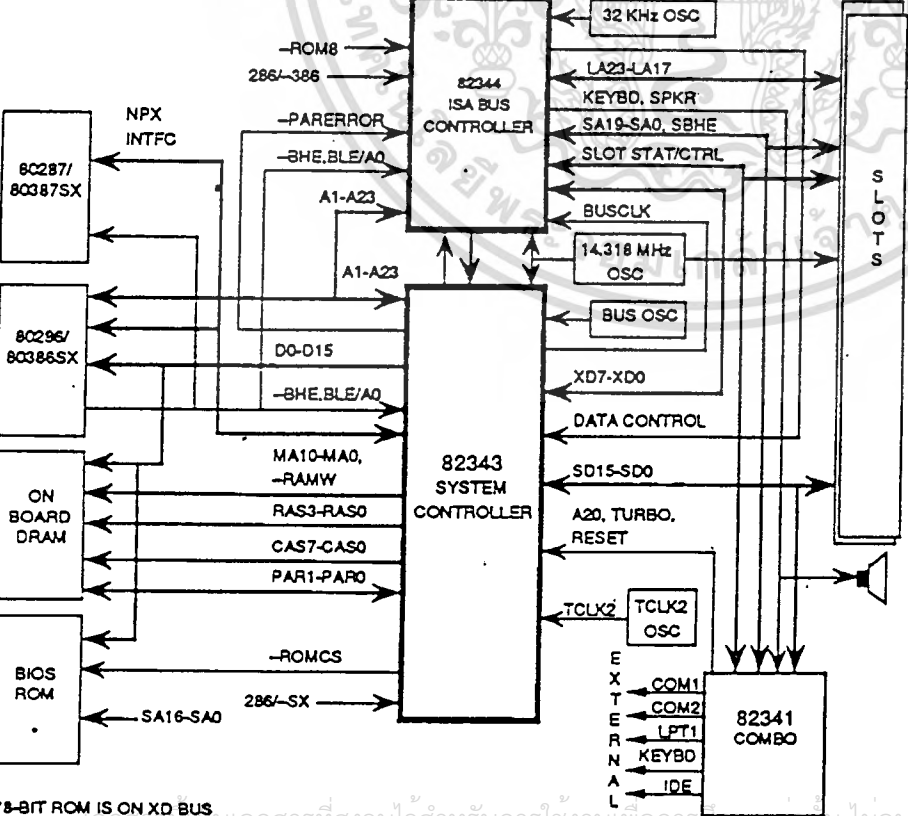 32 KHz OSC
–ROM8
286/–386
82344
ISA BUS
CONTROLLER
LA23-LA17
KEYBD, SPKR
SA19-SA0, SBHE
SLOT STAT/CTRL
–PARERROR
–BHE,BLE/A0
A1-A23
NPX
INTFC
80287/
80387SX
SLOTS
BUSCLK
14.318 MHz
OSC
BUS OSC
A1-A23
80296/
80386SX
D0-D15
–BHE,BLE/A0
XD7-XD0
DATA CONTROL
82343
SYSTEM
CONTROLLER
SD15-SD0
MA10-MA0,
–RAMW
RAS3-RAS0
CAS7-CAS0
PAR1-PAR0
ON
BOARD
DRAM
A20, TURBO,
RESET
TCLK2
TCLK2
OSC
BIOS
ROM
–ROMCS
SA16-SA0
286/–SX
EXTERNAL
COM1
COM2
LPT1
KEYBD
IDE
82341
COMBO
8-BIT ROM IS ON XD BUS